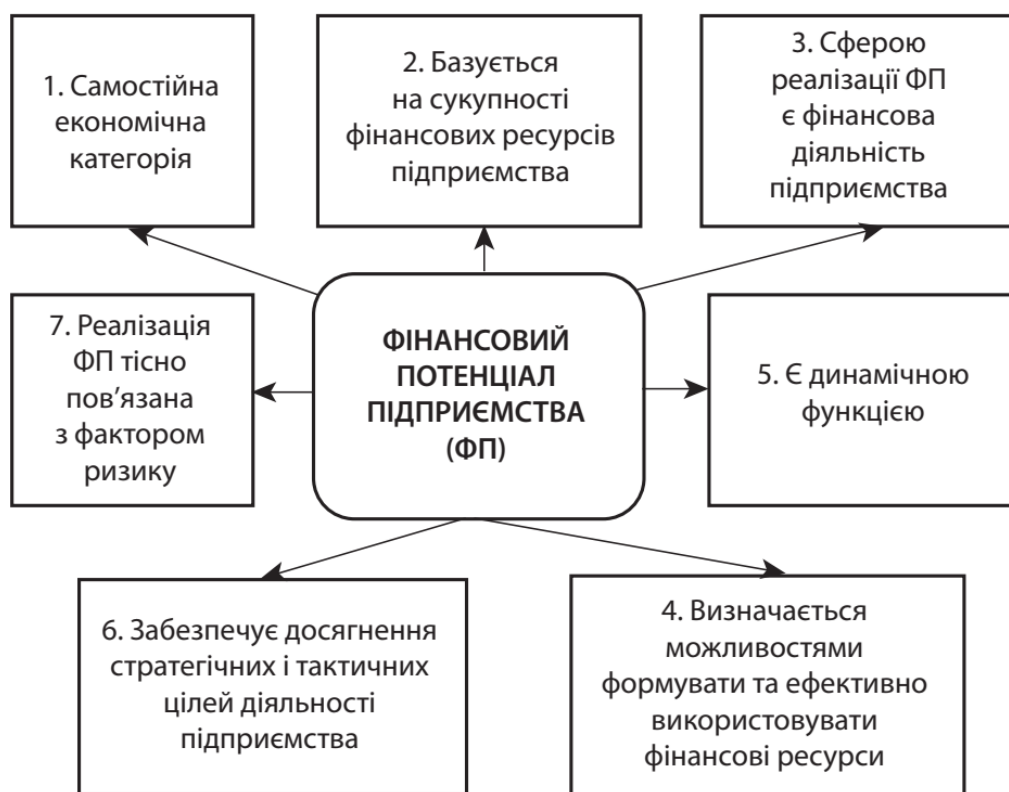 1. Самостійна
економічна
категорія
2. Базується
на сукупності
фінансових ресурсів
підприємства
3. Сферою
реалізації ФП
є фінансова
діяльність
підприємства
7. Реалізація
ФП тісно
пов’язана
з фактором
ризику
ФІНАНСОВИЙ
ПОТЕНЦІАЛ
ПІДПРИЄМСТВА
(ФП)
5. Є динамічною
функцією
6. Забезпечує досягнення
стратегічних і тактичних
цілей діяльності
підприємства
4. Визначається
можливостями
формувати та ефективно
використовувати
фінансові ресурси